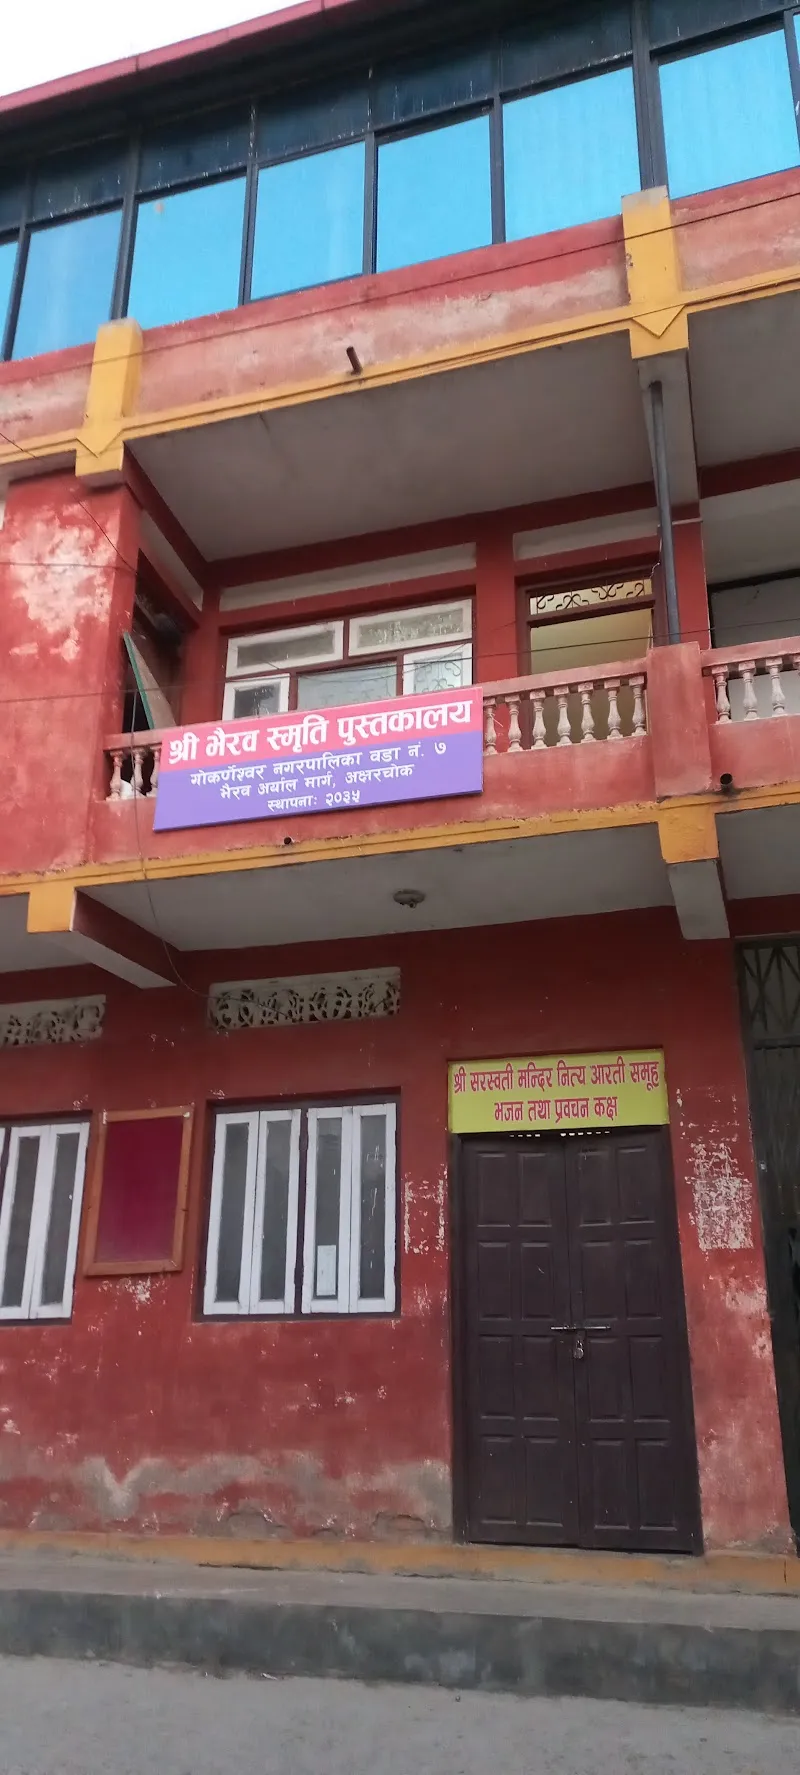 श्री भैरव स्मृति पुस्तकालय
गोकर्णेश्वर नगरपालिका वडा नं. ७
भैरव अर्याल मार्ग, अक्षरचोक
स्थापनाः २०३५
श्री सरस्वती मन्दिर नित्य आरती समूह
भजन तथा प्रवचन कक्ष